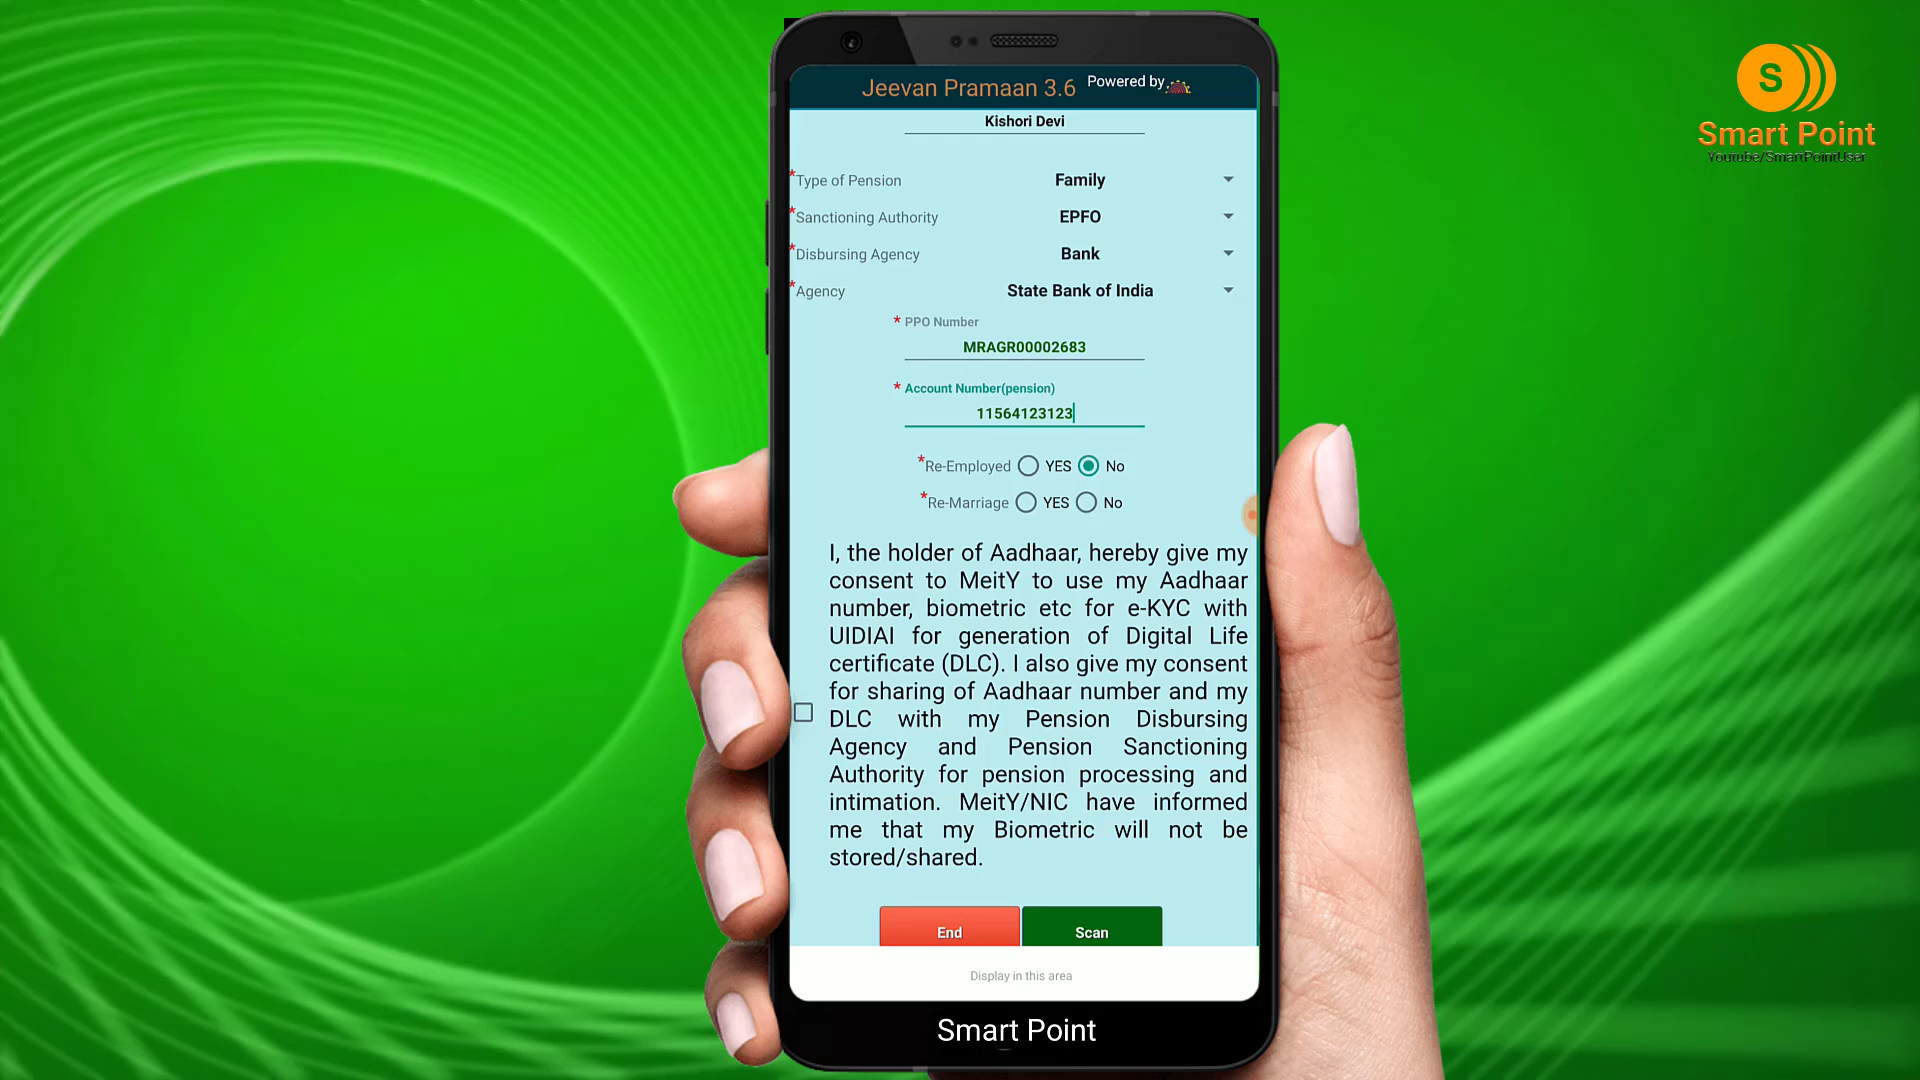 Jeevan Pramaan 3.6 Powered by
Kishori Devi
*Type of Pension Family
*Sanctioning Authority EPFO
*Disbursing Agency Bank
*Agency State Bank of India
* PPO Number
MRAGR00002683
* Account Number(pension)
11564123123
*Re-Employed YES No
*Re-Marriage YES No
I, the holder of Aadhaar, hereby give my
consent to MeitY to use my Aadhaar
number, biometric etc for e-KYC with
UIDIAI for generation of Digital Life
certificate (DLC). I also give my consent
for sharing of Aadhaar number and my
DLC with my Pension Disbursing
Agency and Pension Sanctioning
Authority for pension processing and
intimation. MeitY/NIC have informed
me that my Biometric will not be
stored/shared.
End Scan
Display in this area
Smart Point
S
Smart Point
Youtube/SmartPointUser